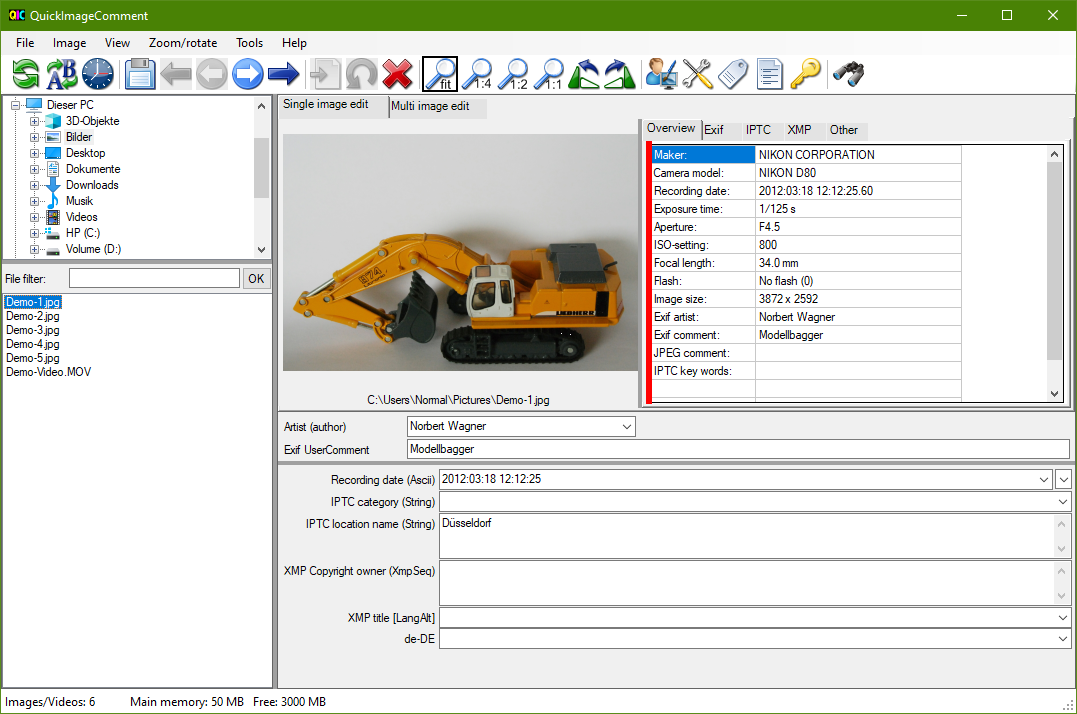 QIC QuickImageComment
File Image View Zoom/rotate Tools Help
A B fit 1:4 1:2 1:1
Dieser PC
3D-Objekte
Bilder
Desktop
Dokumente
Downloads
Musik
Videos
HP (C:)
Volume (D:)
File filter: OK
Demo-1.jpg
Demo-2.jpg
Demo-3.jpg
Demo-4.jpg
Demo-5.jpg
Demo-Video.MOV
Single image edit Multi image edit
974
LIEBHERR
C:\Users\Normal\Pictures\Demo-1.jpg
Overview Exif IPTC XMP Other
Maker: NIKON CORPORATION
Camera model: NIKON D80
Recording date: 2012:03:18 12:12:25.60
Exposure time: 1/125 s
Aperture: F4.5
ISO-setting: 800
Focal length: 34.0 mm
Flash: No flash (0)
Image size: 3872 x 2592
Exif artist: Norbert Wagner
Exif comment: Modellbagger
JPEG comment:
IPTC key words:
Artist (author) Norbert Wagner
Exif UserComment Modellbagger
Recording date (Ascii) 2012:03:18 12:12:25
IPTC category (String)
IPTC location name (String) Düsseldorf
XMP Copyright owner (XmpSeq)
XMP title [LangAlt]
de-DE
Images/Videos: 6 Main memory: 50 MB Free: 3000 MB